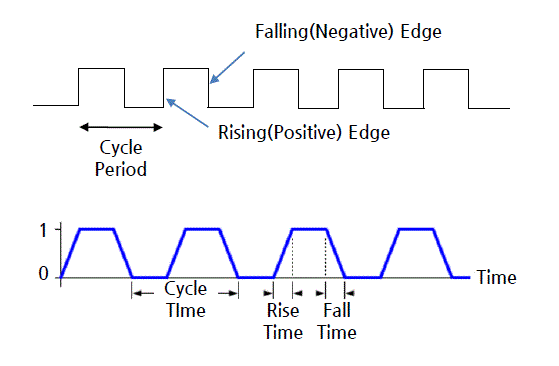 Falling(Negative) Edge
Rising(Positive) Edge
Cycle
Period
1
0
Time
Cycle
TIme
Rise
Time
Fall
Time